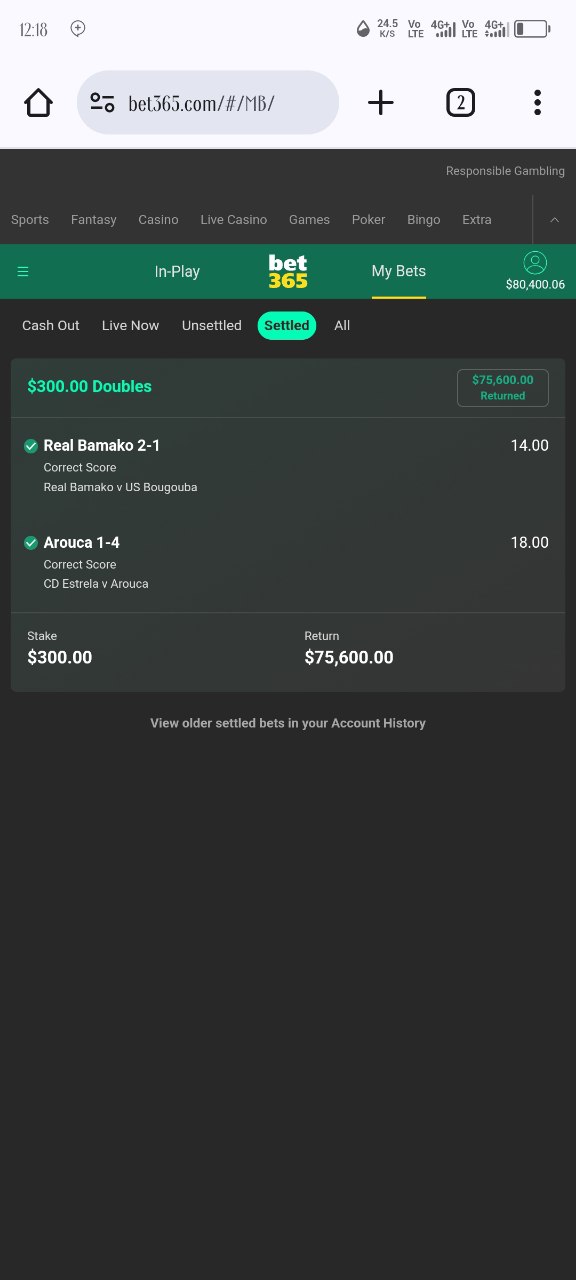 12:18
24.5 K/S Vo LTE 4G+ Vo LTE 4G+
bet365.com/#/MB/
2
Responsible Gambling
Sports Fantasy Casino Live Casino Games Poker Bingo Extra
In-Play bet365 My Bets $80,400.06
Cash Out Live Now Unsettled Settled All
$300.00 Doubles $75,600.00
Returned
Real Bamako 2-1 14.00
Correct Score
Real Bamako v US Bougouba
Arouca 1-4 18.00
Correct Score
CD Estrela v Arouca
Stake Return
$300.00 $75,600.00
View older settled bets in your Account History